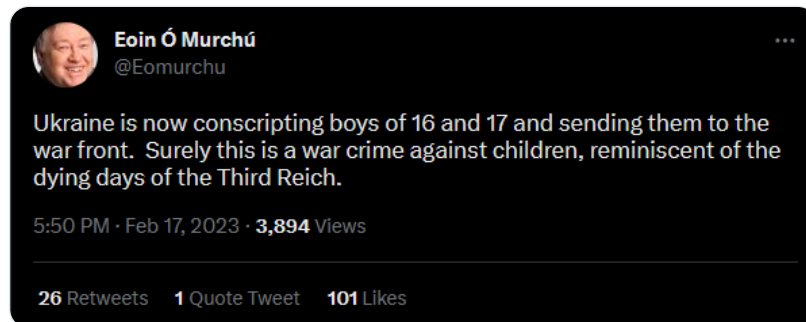 Eoin Ó Murchú
@Eomurchu
Ukraine is now conscripting boys of 16 and 17 and sending them to the
war front.  Surely this is a war crime against children, reminiscent of the
dying days of the Third Reich.
5:50 PM · Feb 17, 2023 · 3,894 Views
26 Retweets 1 Quote Tweet 101 Likes